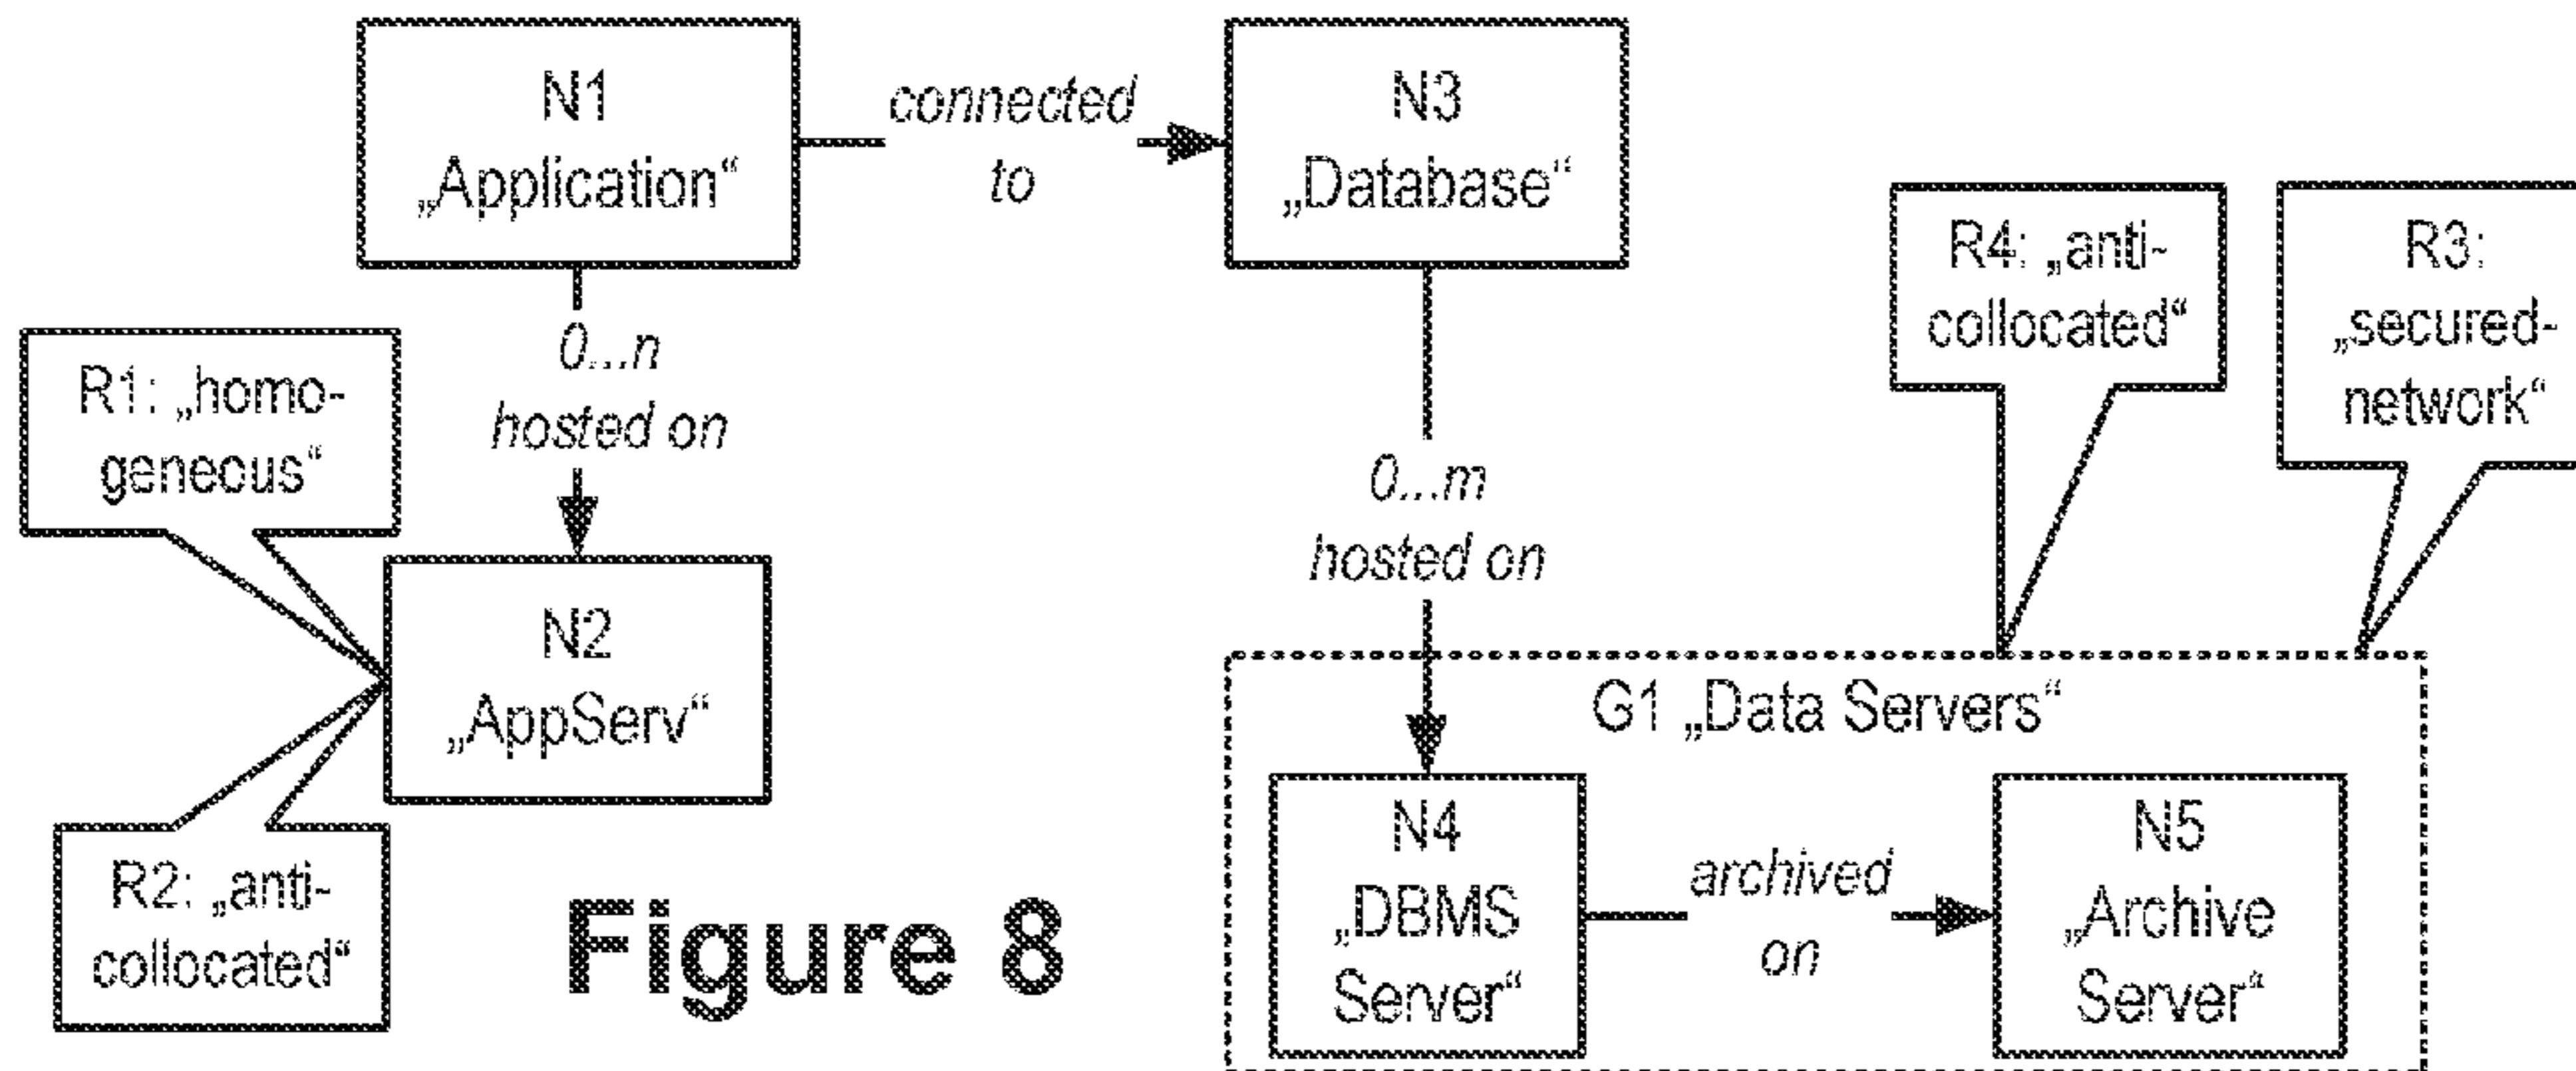 N1
„Application“
connected
to
N3
„Database“
R4: „anti-
collocated“
R3:
„secured-
network“
0...n
hosted on
R1: „homo-
geneous“
0...m
hosted on
N2
„AppServ“
G1 „Data Servers“
R2: „anti-
collocated“
Figure 8
N4
„DBMS
Server“
archived
on
N5
„Archive
Server“